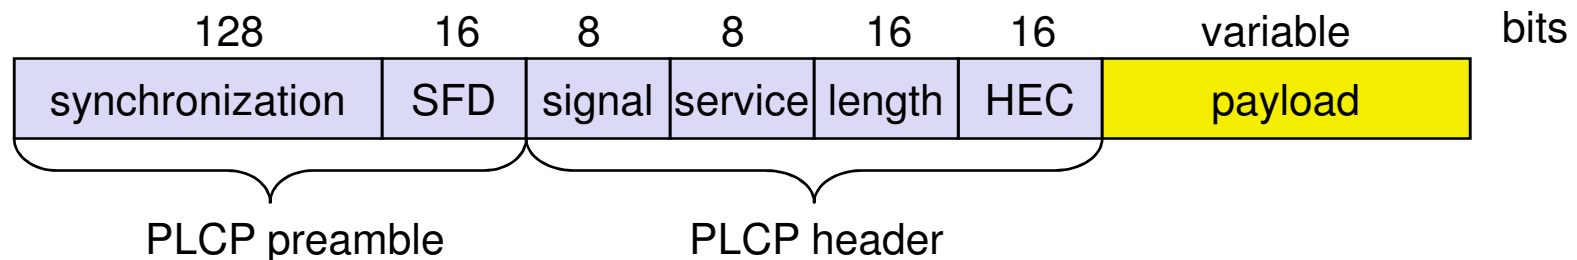 128 16 8 8 16 16 variable bits
synchronization SFD signal service length HEC payload
PLCP preamble PLCP header